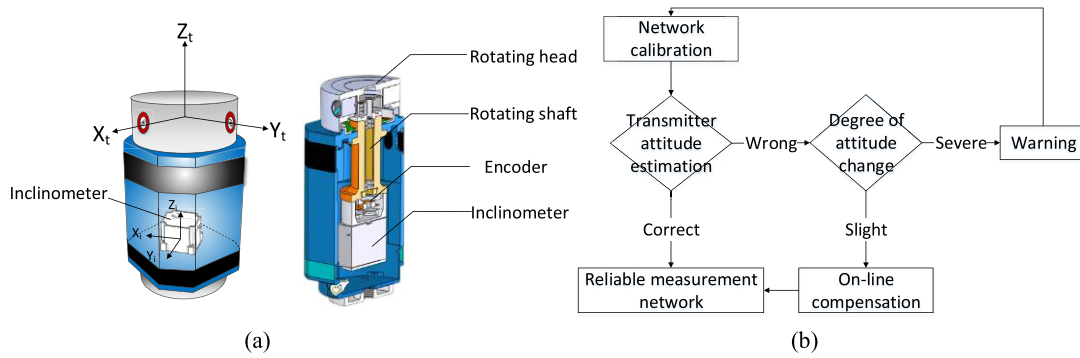 Zt
Xt
Yt
Inclinometer
Zi
Xi
Yi
Rotating head
Rotating shaft
Encoder
Inclinometer
(a)
Network
calibration
Transmitter
attitude
estimation
Wrong
Degree of
attitude
change
Severe
Warning
Correct
Slight
Reliable measurement
network
On-line
compensation
(b)